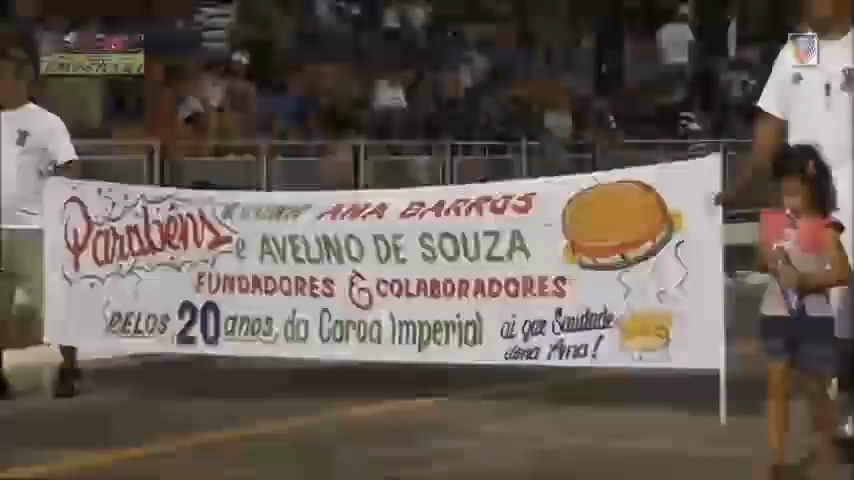 Parabéns ANA BARROS
e AVELINO DE SOUZA
FUNDADORES & COLABORADORES
PELOS 20 anos da Coroa Imperial
ai que Saudade
dona Ana!